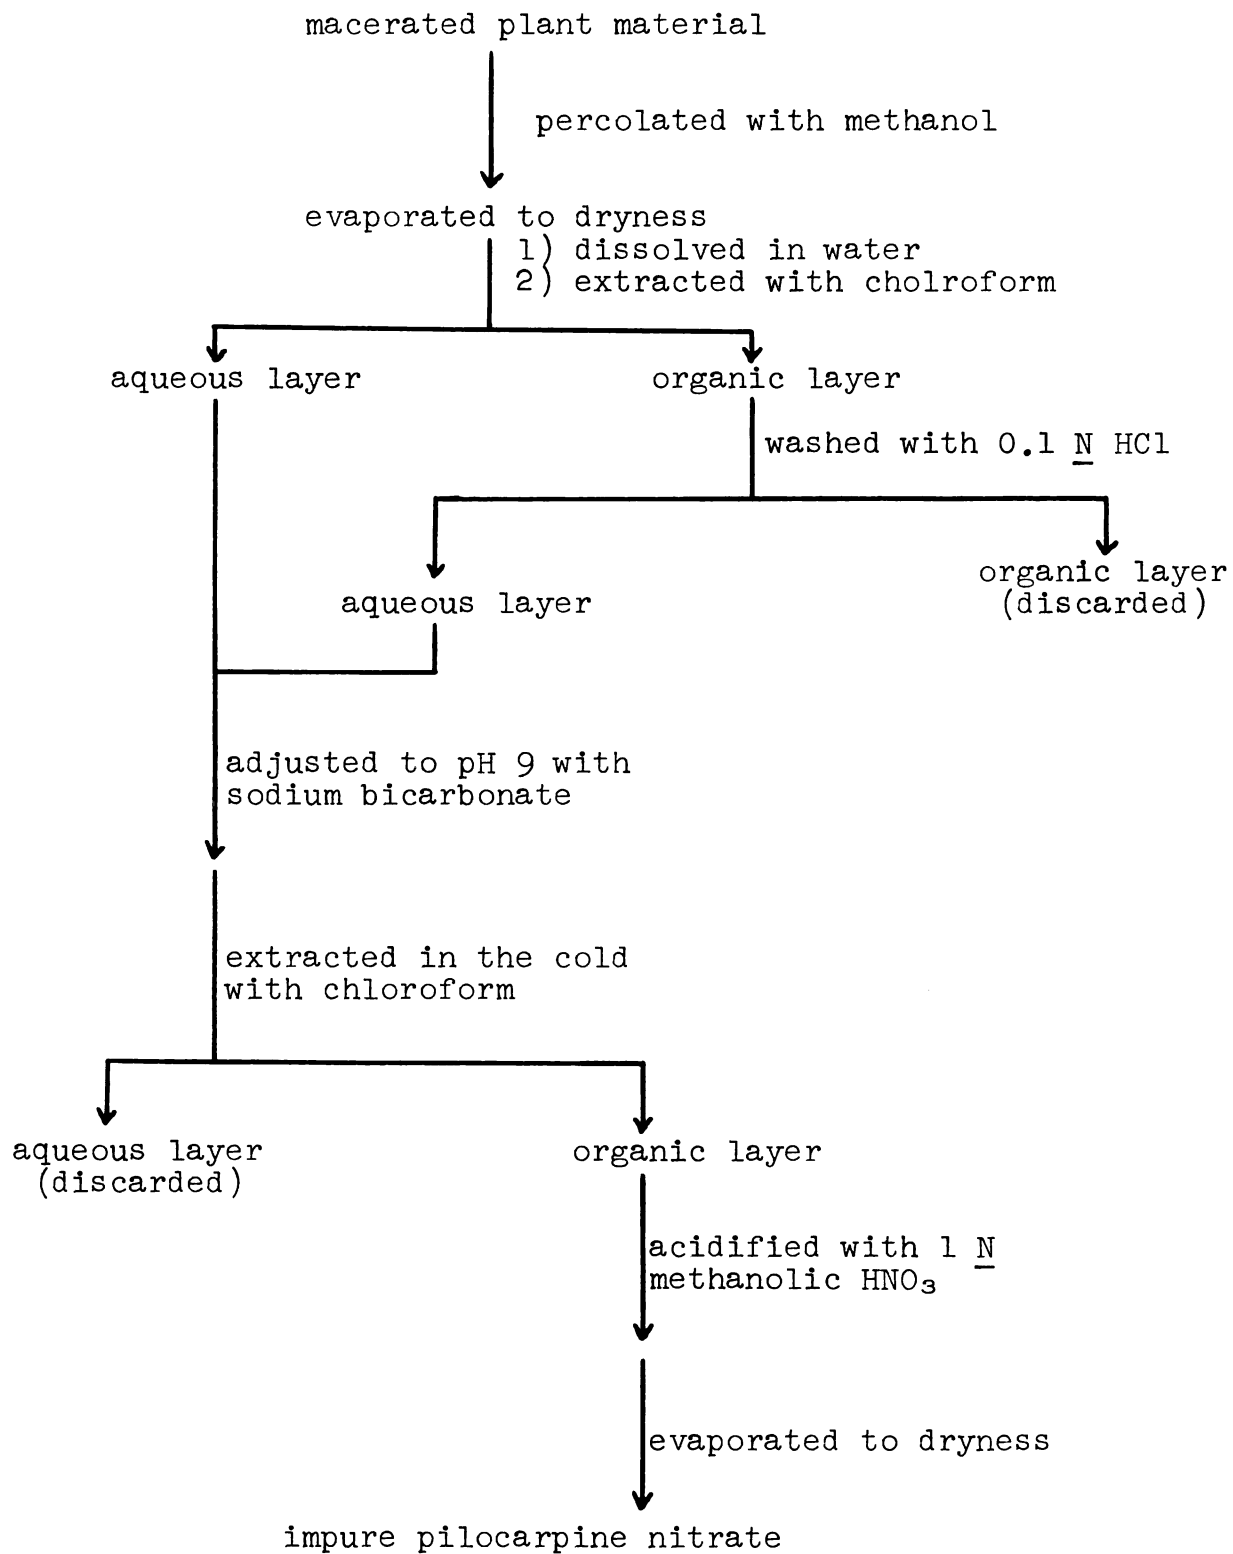 macerated plant material
percolated with methanol
evaporated to dryness
1) dissolved in water
2) extracted with cholroform
aqueous layer
organic layer
washed with 0.1 N HCl
organic layer
(discarded)
aqueous layer
adjusted to pH 9 with
sodium bicarbonate
extracted in the cold
with chloroform
aqueous layer
(discarded)
organic layer
acidified with 1 N
methanolic HNO₃
evaporated to dryness
impure pilocarpine nitrate